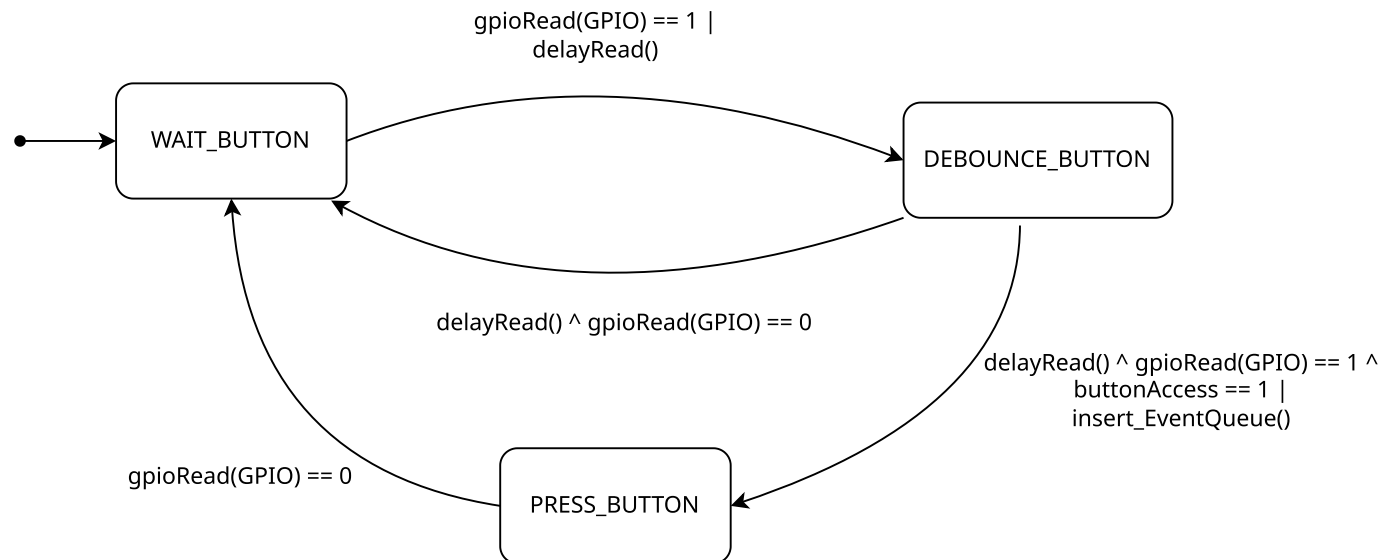 gpioRead(GPIO) == 1 |
delayRead()
WAIT_BUTTON
DEBOUNCE_BUTTON
delayRead() ^ gpioRead(GPIO) == 0
delayRead() ^ gpioRead(GPIO) == 1 ^
buttonAccess == 1 |
insert_EventQueue()
gpioRead(GPIO) == 0
PRESS_BUTTON